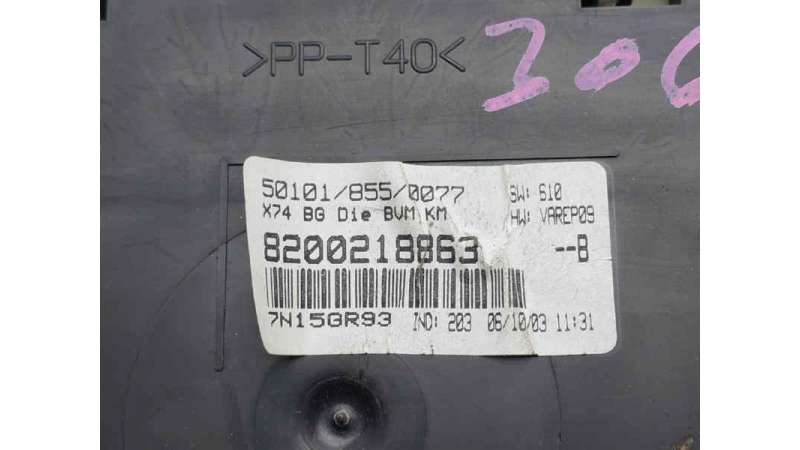 >PP-T40<
50101/855/0077 SW: 610
X74 BG Die BVM KM HW: VAREP09
8200218863 --B
7N15GR93 IND: 203 06/10/03 11:31